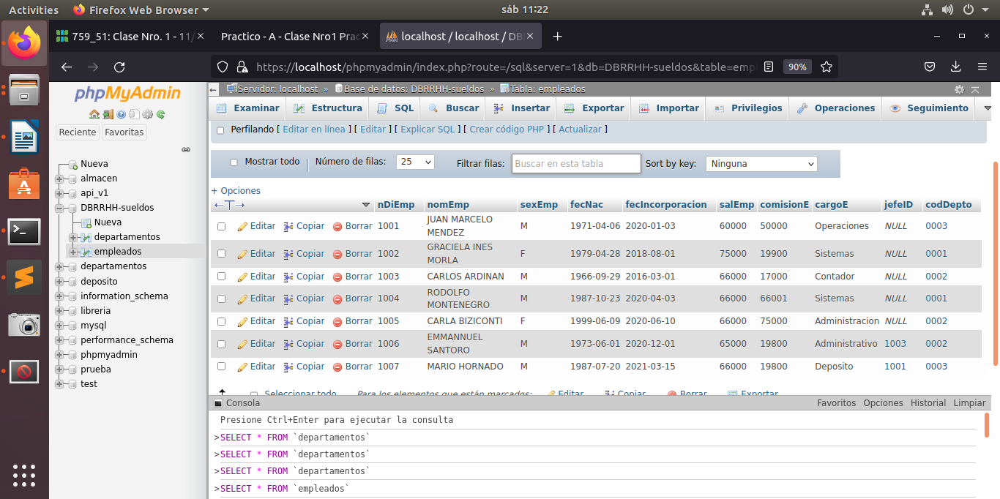 Activities Firefox Web Browser sáb 11:22
759_51: Clase Nro. 1 - 11/ Practico - A - Clase Nro1 Prac localhost / localhost / DB
https://localhost/phpmyadmin/index.php?route=/sql&server=1&db=DBRRHH-sueldos&table=emp 90%
phpMyAdmin
Reciente Favoritas
Nueva
almacen
api_v1
DBRRHH-sueldos
Nueva
departamentos
empleados
departamentos
deposito
information_schema
libreria
mysql
performance_schema
phpmyadmin
prueba
test
Servidor: localhost » Base de datos: DBRRHH-sueldos » Tabla: empleados
Examinar Estructura SQL Buscar Insertar Exportar Importar Privilegios Operaciones Seguimiento
Perfilando [ Editar en línea ] [ Editar ] [ Explicar SQL ] [ Crear código PHP ] [ Actualizar ]
Mostrar todo Número de filas: 25 Filtrar filas: Buscar en esta tabla Sort by key: Ninguna
+ Opciones
nDiEmp nomEmp sexEmp fecNac fecIncorporacion salEmp comisionE cargoE jefeID codDepto
Editar Copiar Borrar 1001 JUAN MARCELO MENDEZ M 1971-04-06 2020-01-03 60000 50000 Operaciones NULL 0003
Editar Copiar Borrar 1002 GRACIELA INES MORLA F 1979-04-28 2018-08-01 75000 19900 Sistemas NULL 0001
Editar Copiar Borrar 1003 CARLOS ARDINAN M 1966-09-29 2016-03-01 66000 17000 Contador NULL 0002
Editar Copiar Borrar 1004 RODOLFO MONTENEGRO M 1987-10-23 2020-04-03 66000 66001 Sistemas NULL 0001
Editar Copiar Borrar 1005 CARLA BIZICONTI F 1999-06-09 2020-06-10 66000 75000 Administracion NULL 0002
Editar Copiar Borrar 1006 EMMANNUEL SANTORO M 1973-06-01 2020-12-01 65000 19800 Administrativo 1003 0002
Editar Copiar Borrar 1007 MARIO HORNADO M 1987-07-20 2021-03-15 66000 19800 Deposito 1001 0003
Seleccionar todo Para los elementos que están marcados: Editar Copiar Borrar Exportar
Consola Favoritos Opciones Historial Limpiar
Presione Ctrl+Enter para ejecutar la consulta
>SELECT * FROM `departamentos`
>SELECT * FROM `departamentos`
>SELECT * FROM `departamentos`
>SELECT * FROM `empleados`